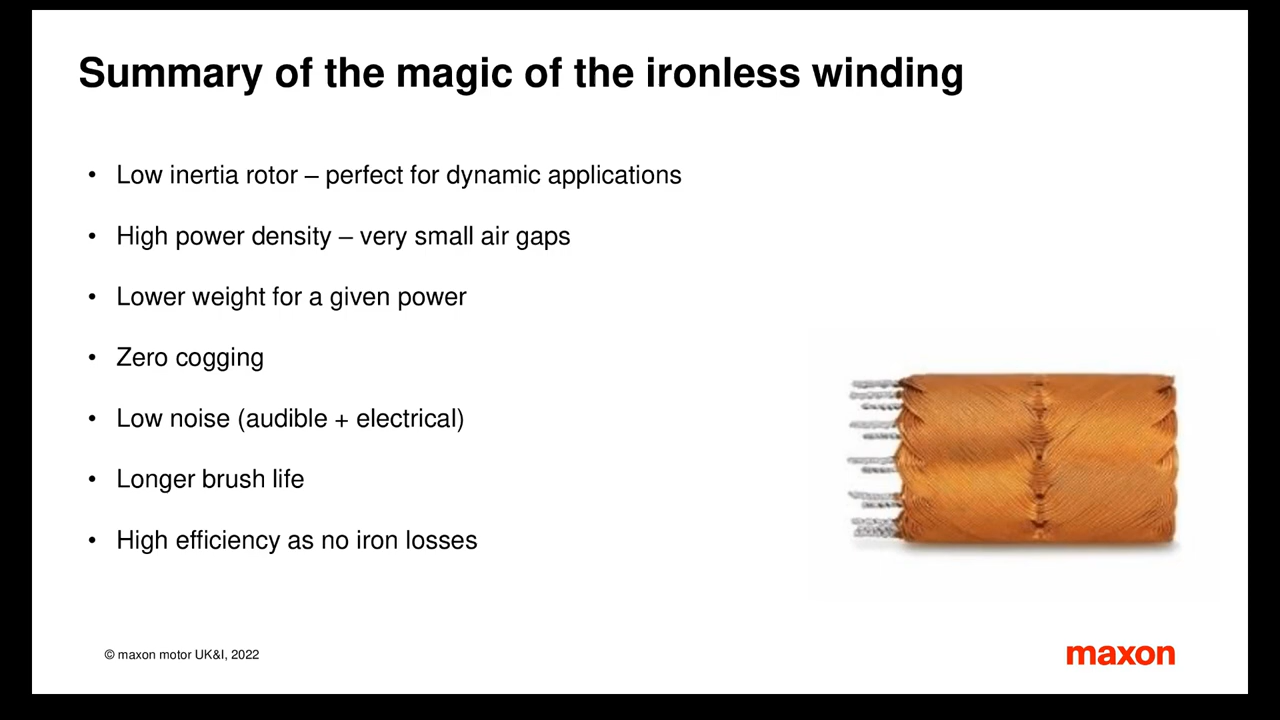 Summary of the magic of the ironless winding
• Low inertia rotor – perfect for dynamic applications
• High power density – very small air gaps
• Lower weight for a given power
• Zero cogging
• Low noise (audible + electrical)
• Longer brush life
• High efficiency as no iron losses
© maxon motor UK&I, 2022
maxon